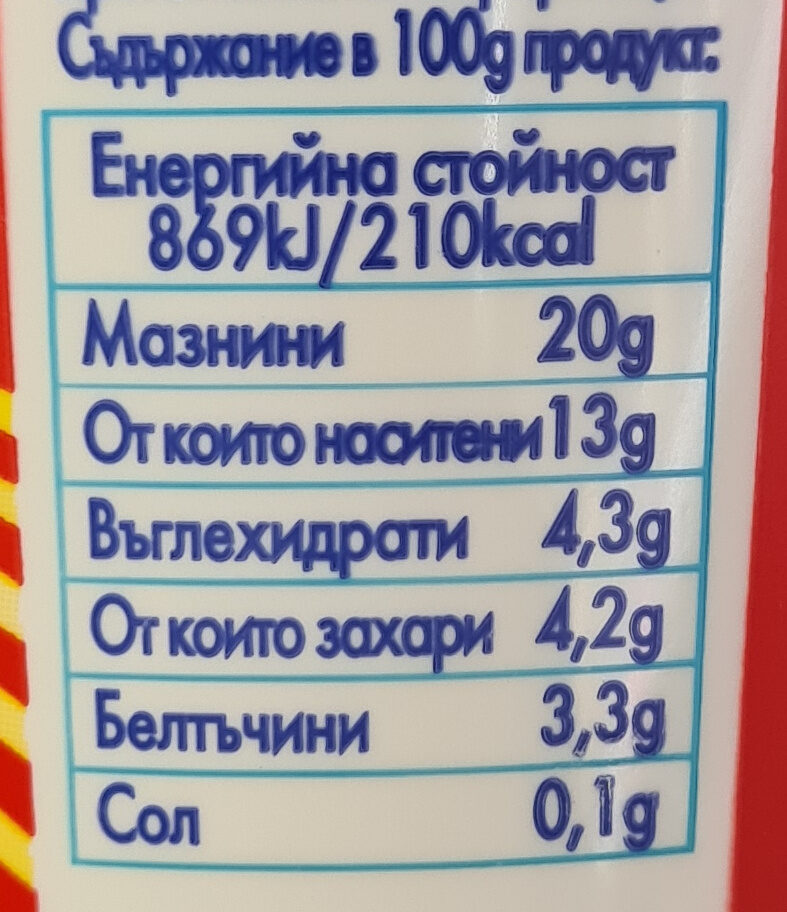 Съдържание в 100g продукт:
Енергийна стойност
869kJ/210kcal
Мазнини 20g
От които наситени 13g
Въглехидрати 4,3g
От които захари 4,2g
Белтъчини 3,3g
Сол 0,1g